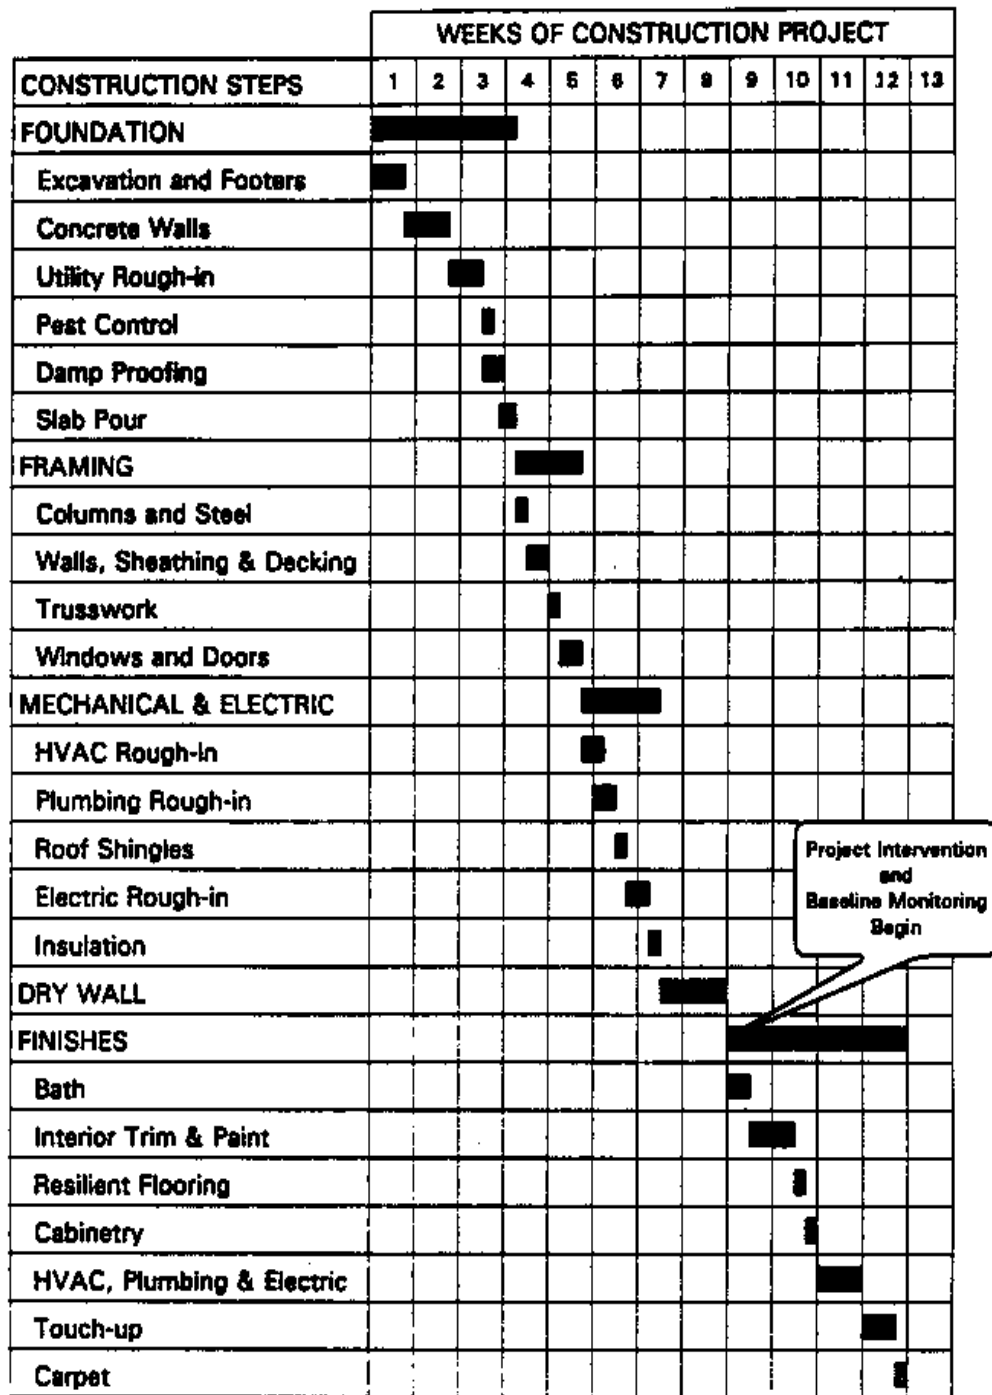 WEEKS OF CONSTRUCTION PROJECT
CONSTRUCTION STEPS 1 2 3 4 5 6 7 8 9 10 11 12 13
FOUNDATION
Excavation and Footers
Concrete Walls
Utility Rough-in
Pest Control
Damp Proofing
Slab Pour
FRAMING
Columns and Steel
Walls, Sheathing & Decking
Trusswork
Windows and Doors
MECHANICAL & ELECTRIC
HVAC Rough-in
Plumbing Rough-in
Roof Shingles
Project Intervention
and
Baseline Monitoring
Begin
Electric Rough-in
Insulation
DRY WALL
FINISHES
Bath
Interior Trim & Paint
Resilient Flooring
Cabinetry
HVAC, Plumbing & Electric
Touch-up
Carpet